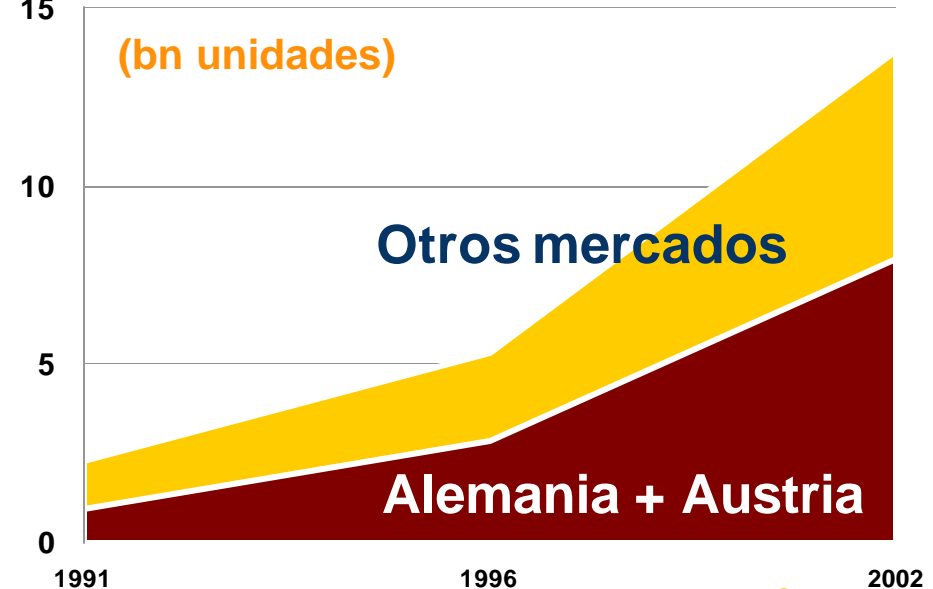 15
(bn unidades)
10
Otros mercados
5
Alemania + Austria
0
1991 1996 2002